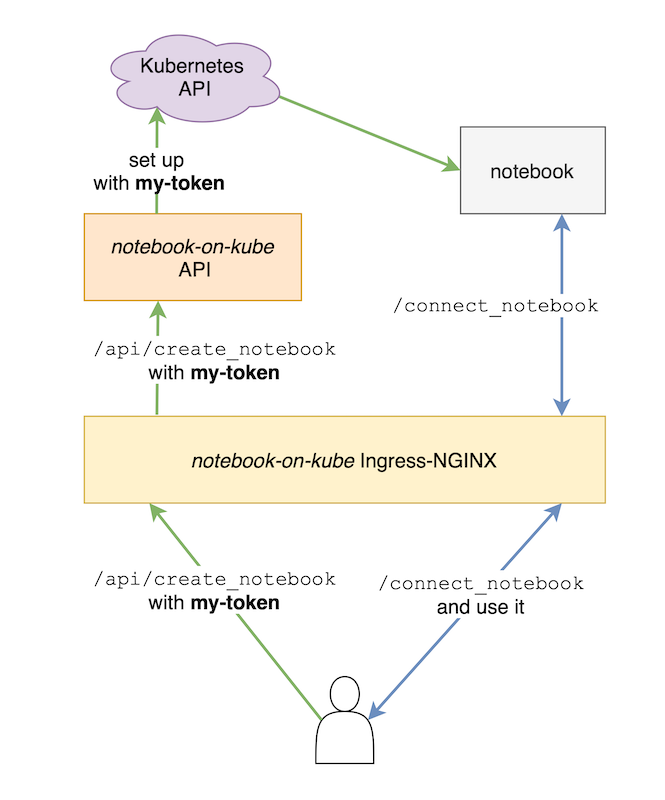 Kubernetes
API
set up
with my-token
notebook
notebook-on-kube
API
/connect_notebook
/api/create_notebook
with my-token
notebook-on-kube Ingress-NGINX
/api/create_notebook
with my-token
/connect_notebook
and use it